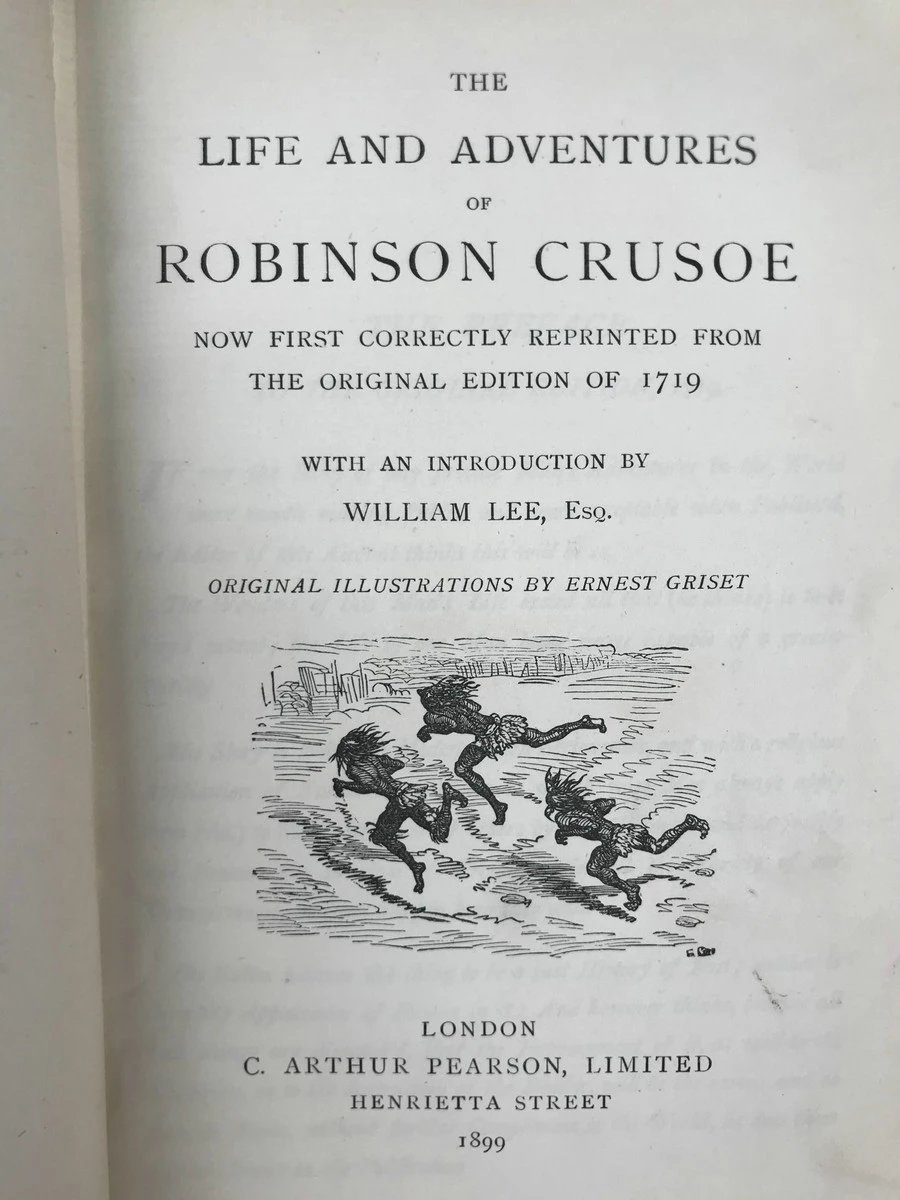 THE
LIFE AND ADVENTURES
OF
ROBINSON CRUSOE
NOW FIRST CORRECTLY REPRINTED FROM
THE ORIGINAL EDITION OF 1719
WITH AN INTRODUCTION BY
WILLIAM LEE, ESQ.
ORIGINAL ILLUSTRATIONS BY ERNEST GRISET
LONDON
C. ARTHUR PEARSON, LIMITED
HENRIETTA STREET
1899